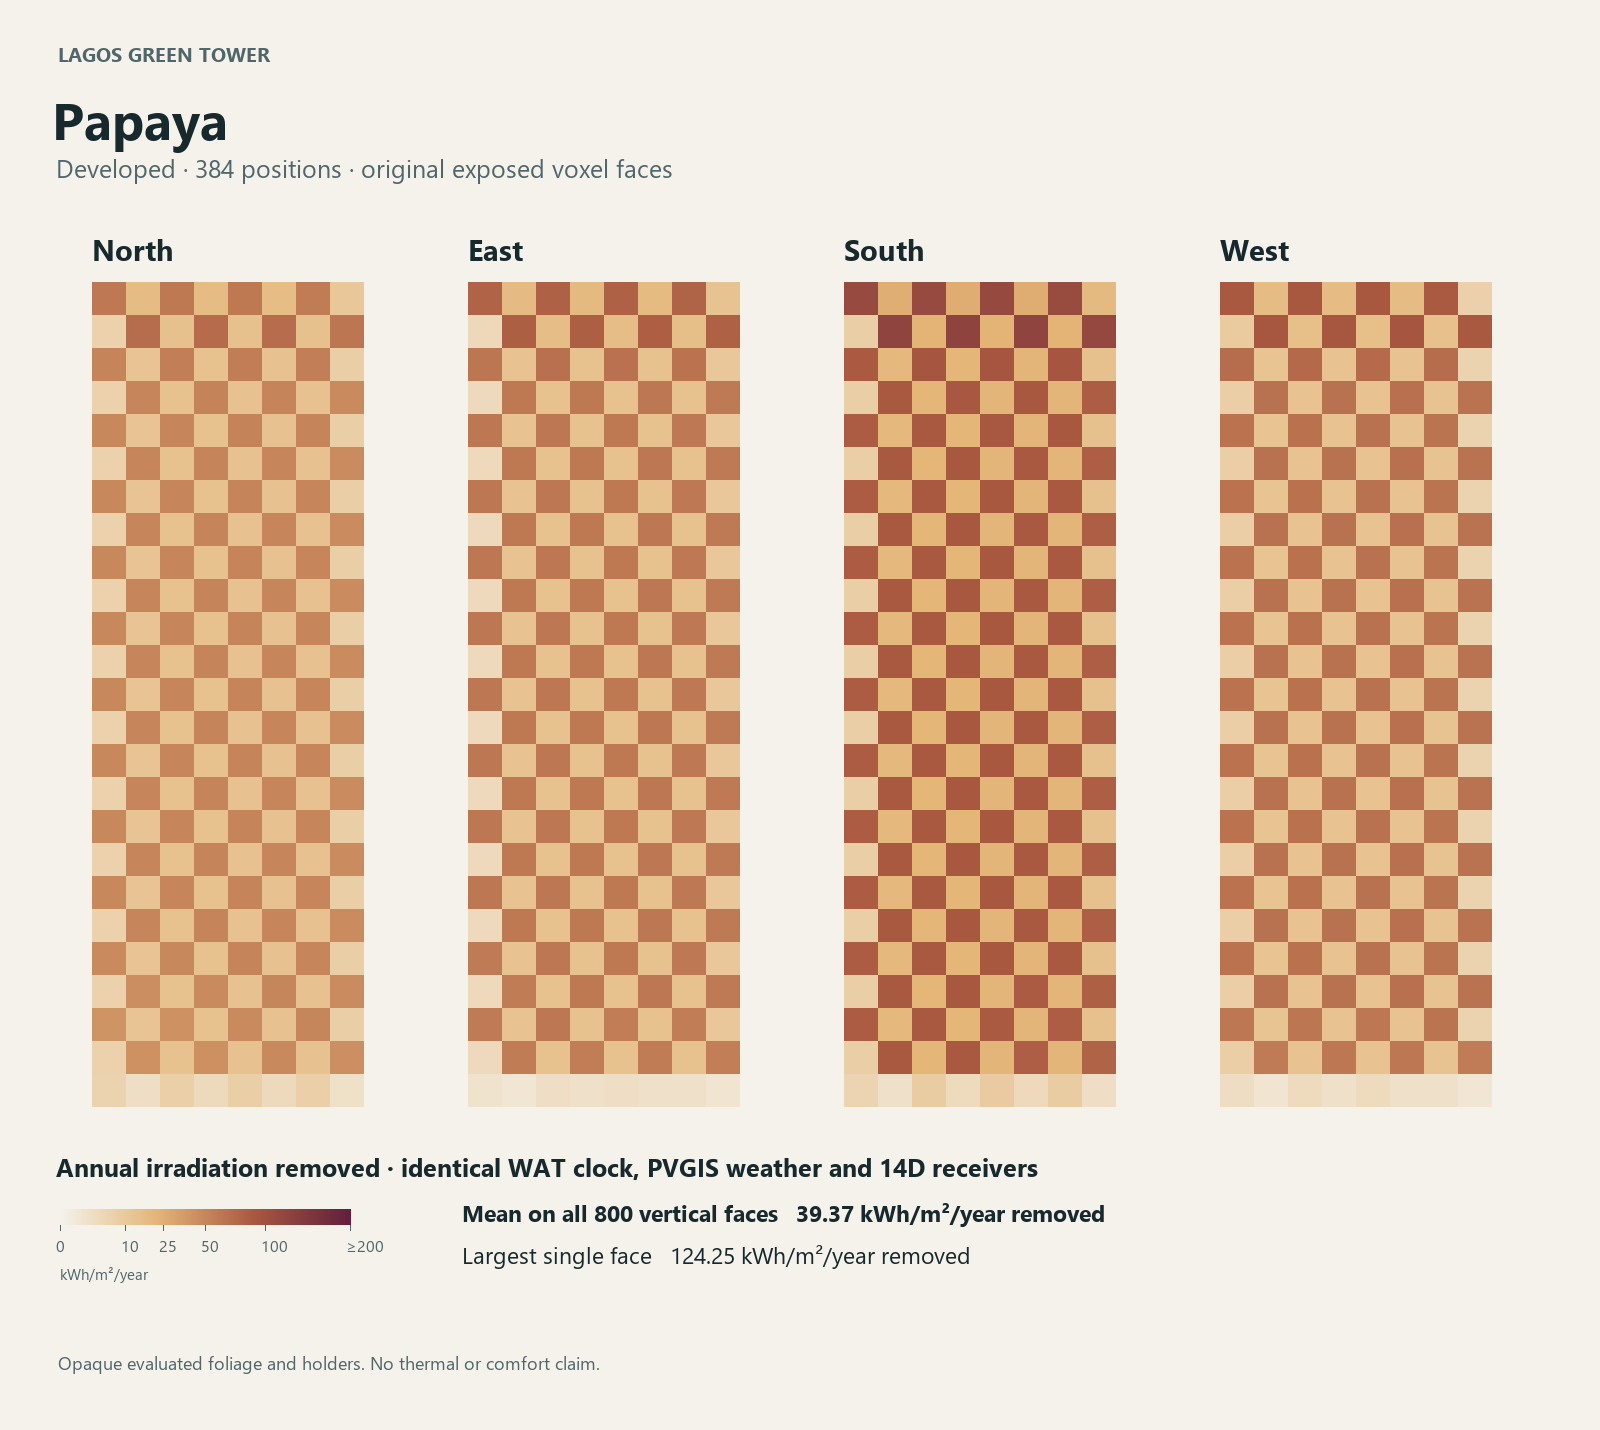 LAGOS GREEN TOWER
Papaya
Developed · 384 positions · original exposed voxel faces
North East South West
Annual irradiation removed · identical WAT clock, PVGIS weather and 14D receivers
Mean on all 800 vertical faces 39.37 kWh/m²/year removed
0 10 25 50 100 ≥200
Largest single face 124.25 kWh/m²/year removed
kWh/m²/year
Opaque evaluated foliage and holders. No thermal or comfort claim.